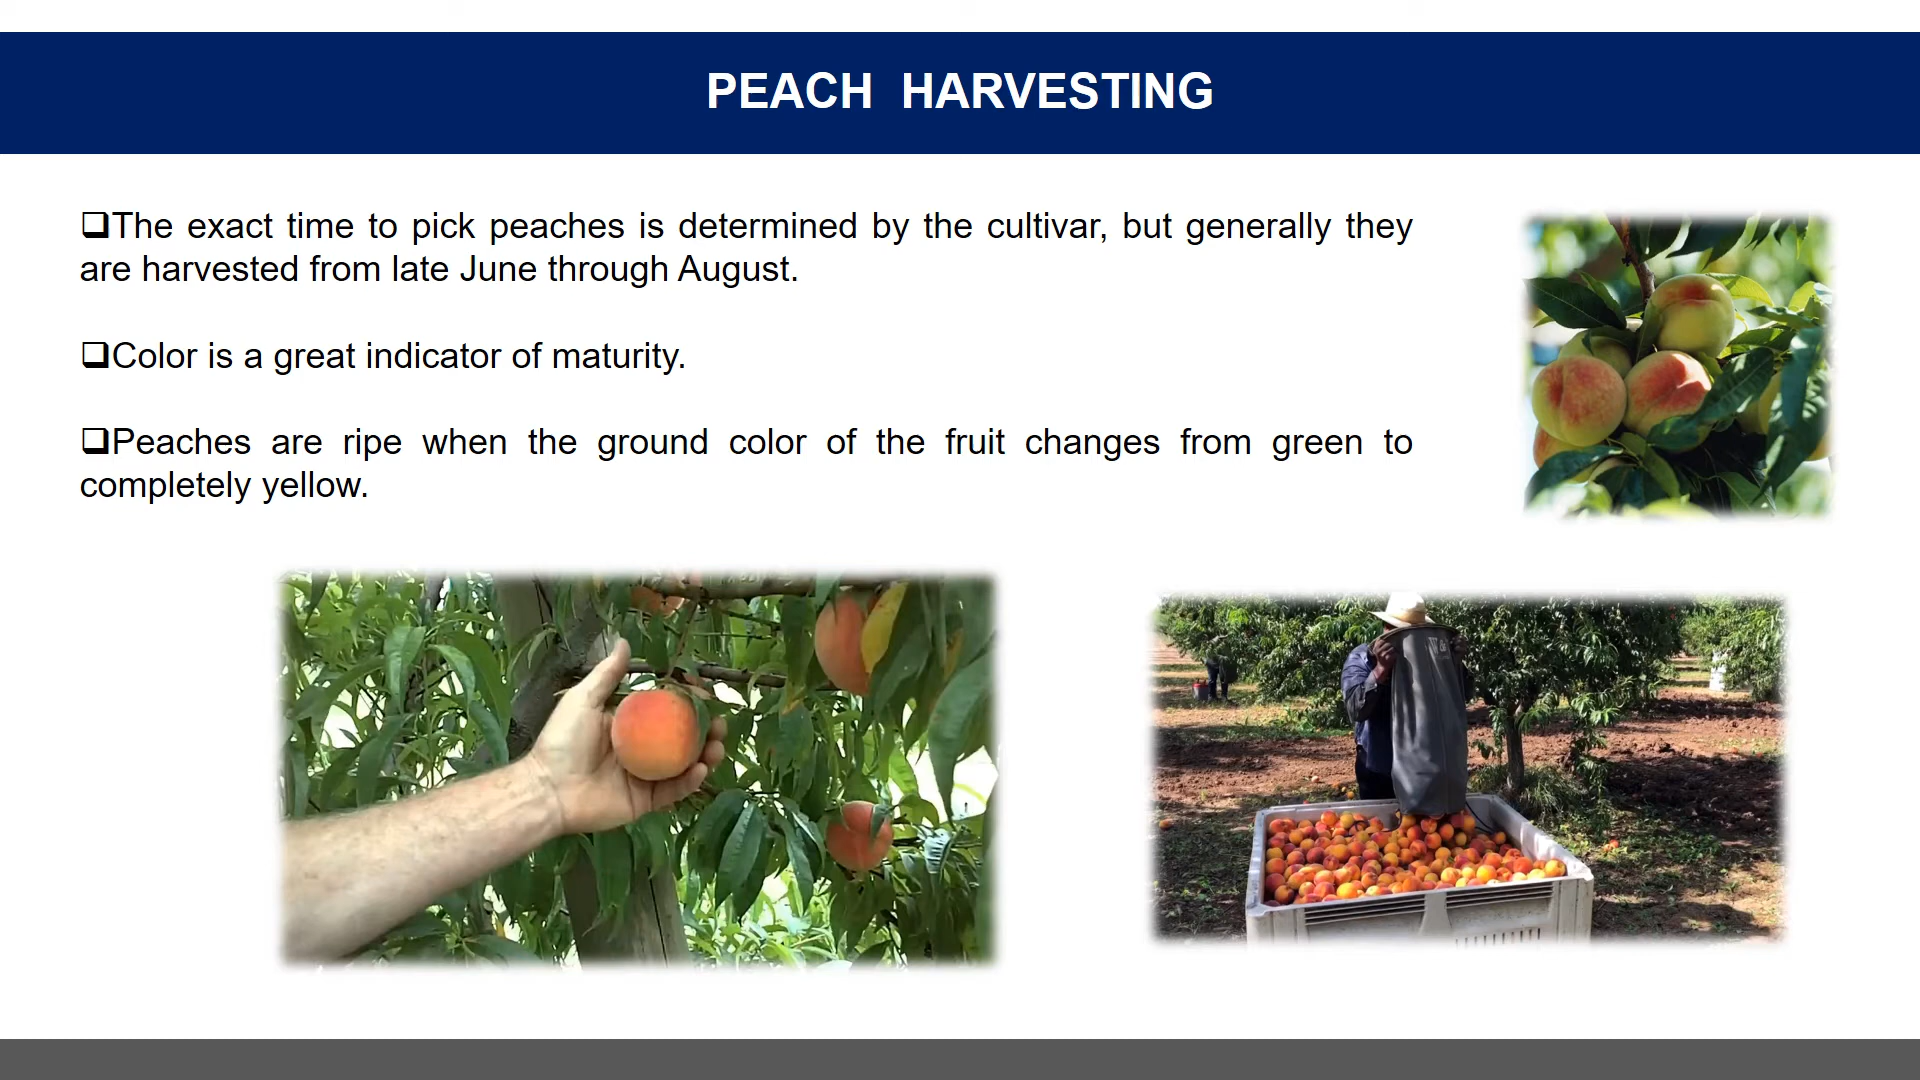 PEACH HARVESTING
❑The exact time to pick peaches is determined by the cultivar, but generally they
are harvested from late June through August.
❑Color is a great indicator of maturity.
❑Peaches are ripe when the ground color of the fruit changes from green to
completely yellow.